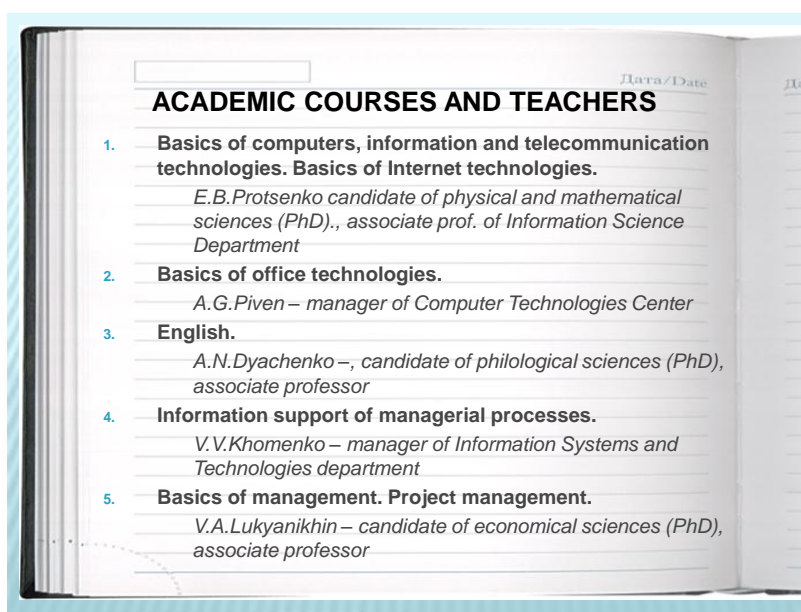 Дата/Date
ACADEMIC COURSES AND TEACHERS
1. Basics of computers, information and telecommunication
technologies. Basics of Internet technologies.
E.B.Protsenko candidate of physical and mathematical
sciences (PhD)., associate prof. of Information Science
Department
2. Basics of office technologies.
A.G.Piven – manager of Computer Technologies Center
3. English.
A.N.Dyachenko –, candidate of philological sciences (PhD),
associate professor
4. Information support of managerial processes.
V.V.Khomenko – manager of Information Systems and
Technologies department
5. Basics of management. Project management.
V.A.Lukyanikhin – candidate of economical sciences (PhD),
associate professor